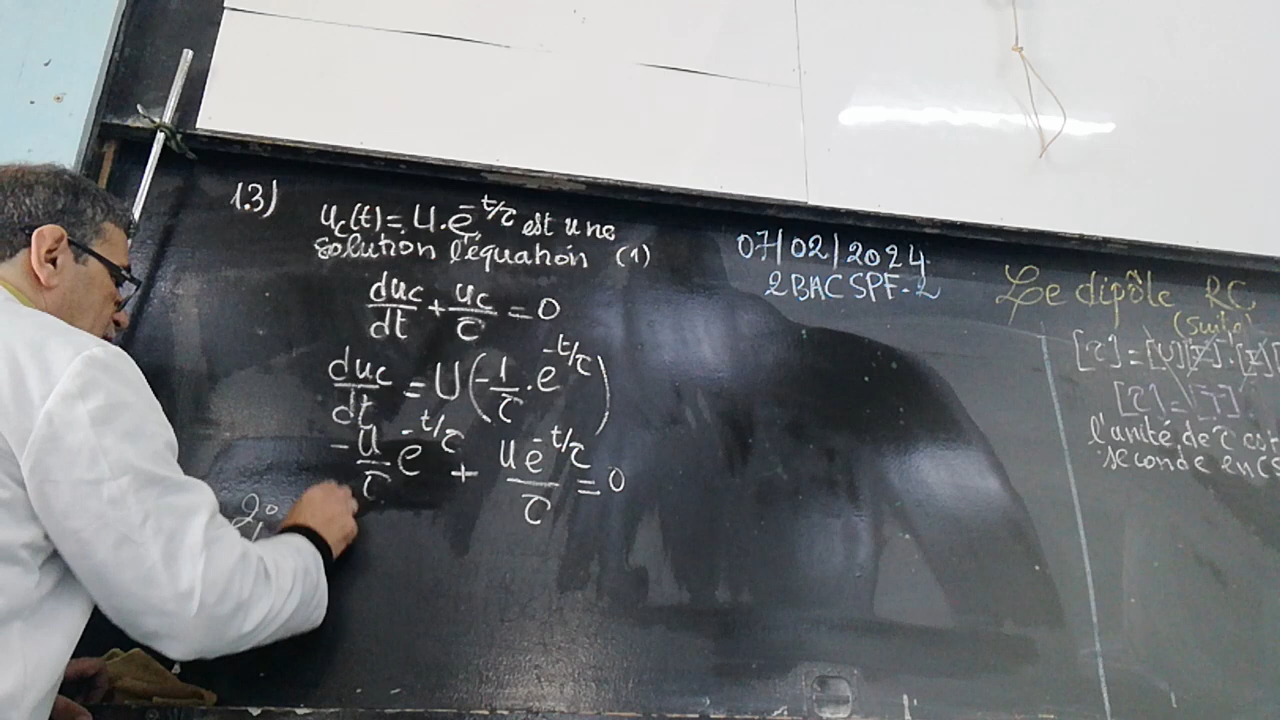 1.3)
uc(t) = U.e^-t/τ est une
solution l'équation (1)
duc/dt + uc/τ = 0
duc/dt = U(-1/τ . e^-t/τ)
-U/τ e^-t/τ + Ue^-t/τ/τ = 0
2°
07/02/2024
2BAC SPF-2
Le dipôle RC
(Suite)
[τ] =
[τ] = [T].
l'unité de τ est
seconde en